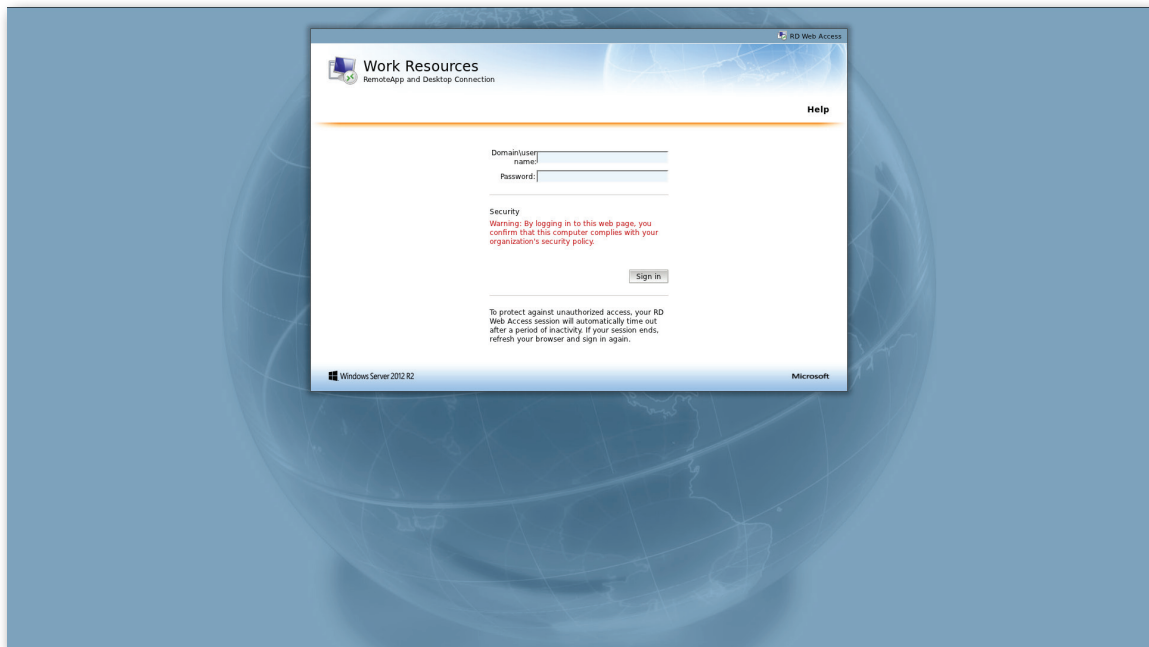 RD Web Access
Work Resources
RemoteApp and Desktop Connection
Help
Domain\user
name:
Password:
Security
Warning: By logging in to this web page, you
confirm that this computer complies with your
organization's security policy.
Sign in
To protect against unauthorized access, your RD
Web Access session will automatically time out
after a period of inactivity. If your session ends,
refresh your browser and sign in again.
Windows Server 2012 R2
Microsoft